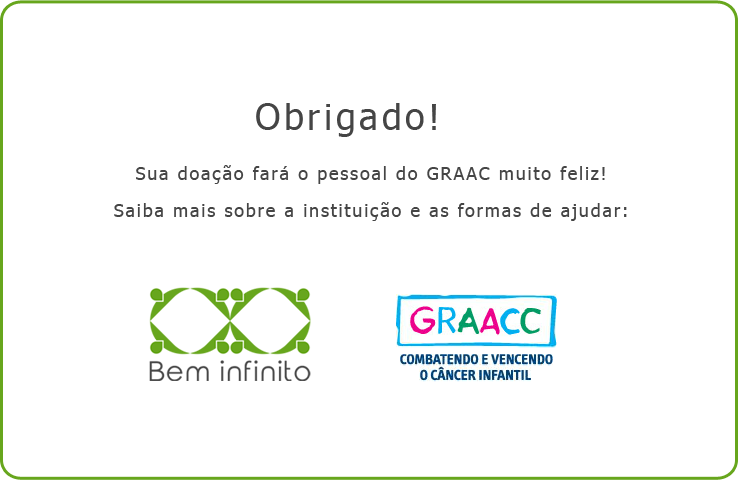 Obrigado!
Sua doação fará o pessoal do GRAAC muito feliz!
Saiba mais sobre a instituição e as formas de ajudar:
Bem infinito
GRAACC
COMBATENDO E VENCENDO
O CÂNCER INFANTIL